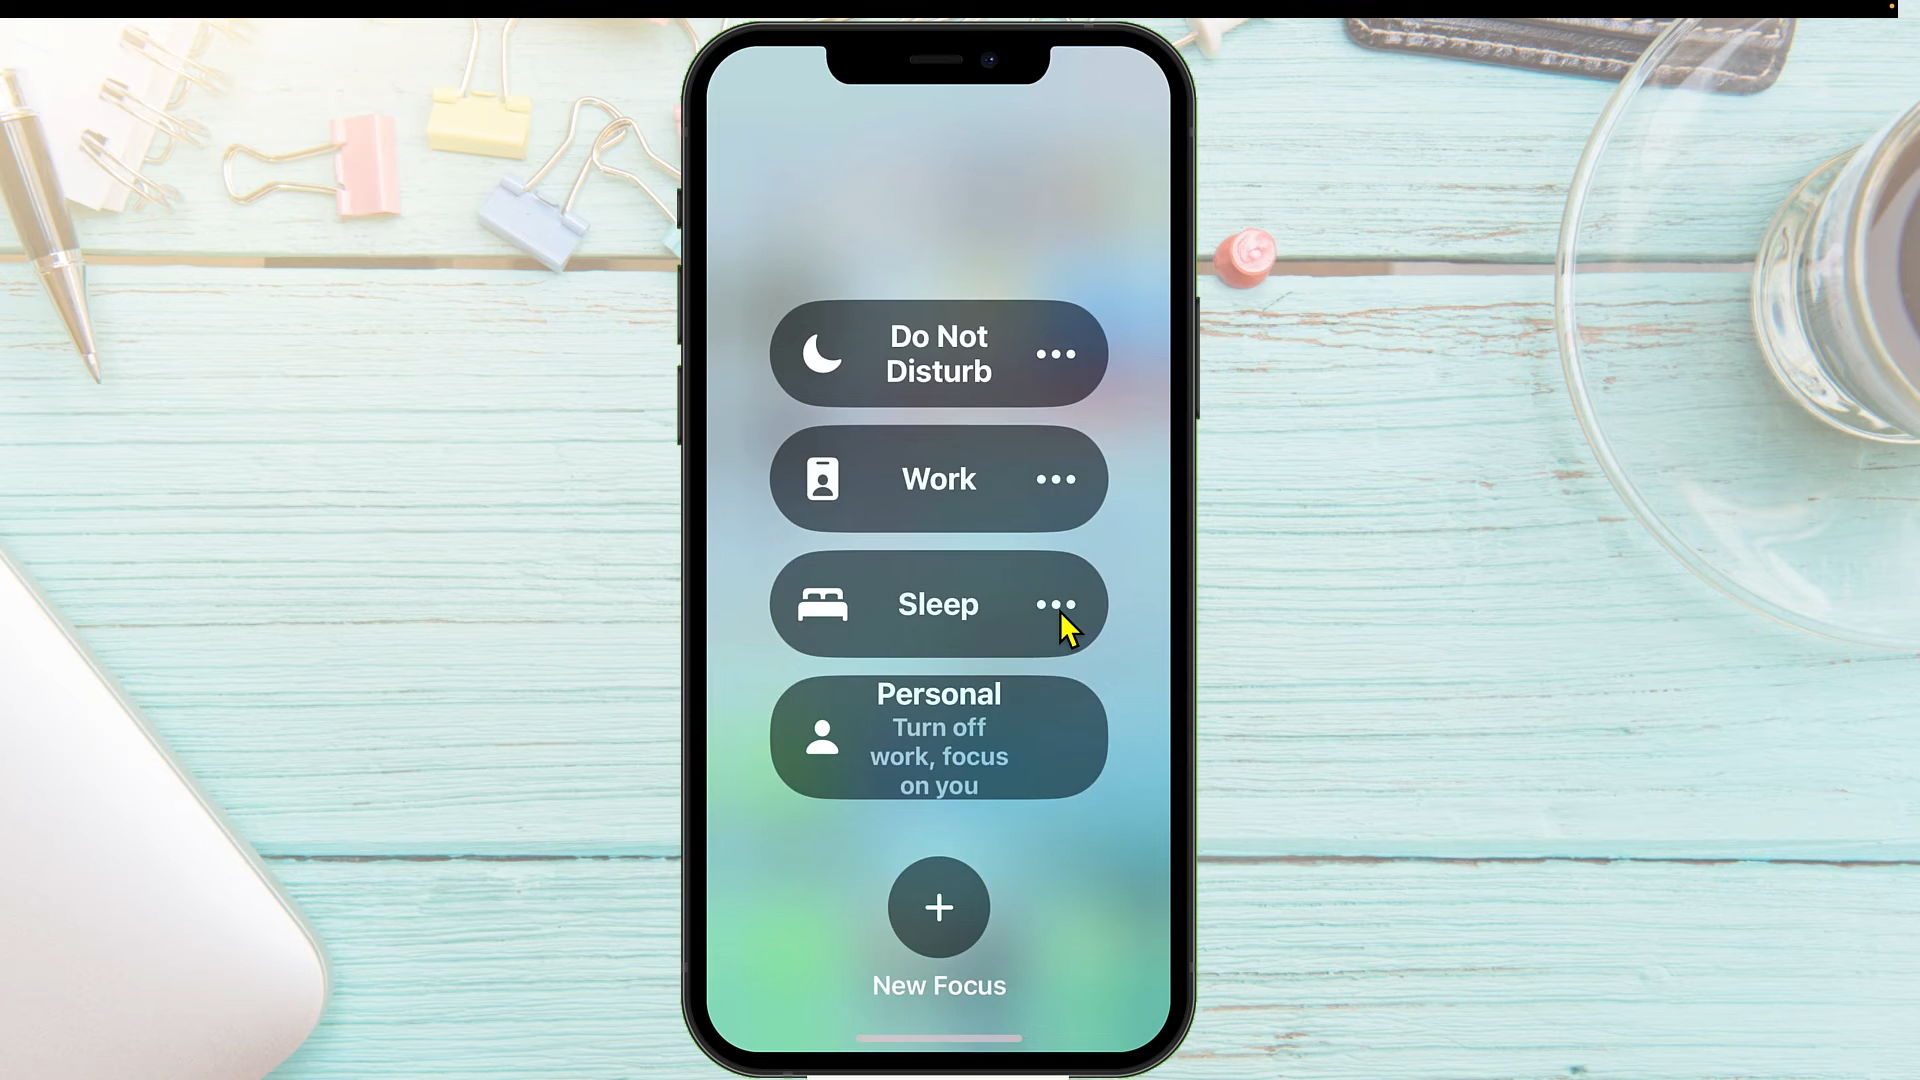 Do Not
Disturb
Work
Sleep
Personal
Turn off
work, focus
on you
New Focus